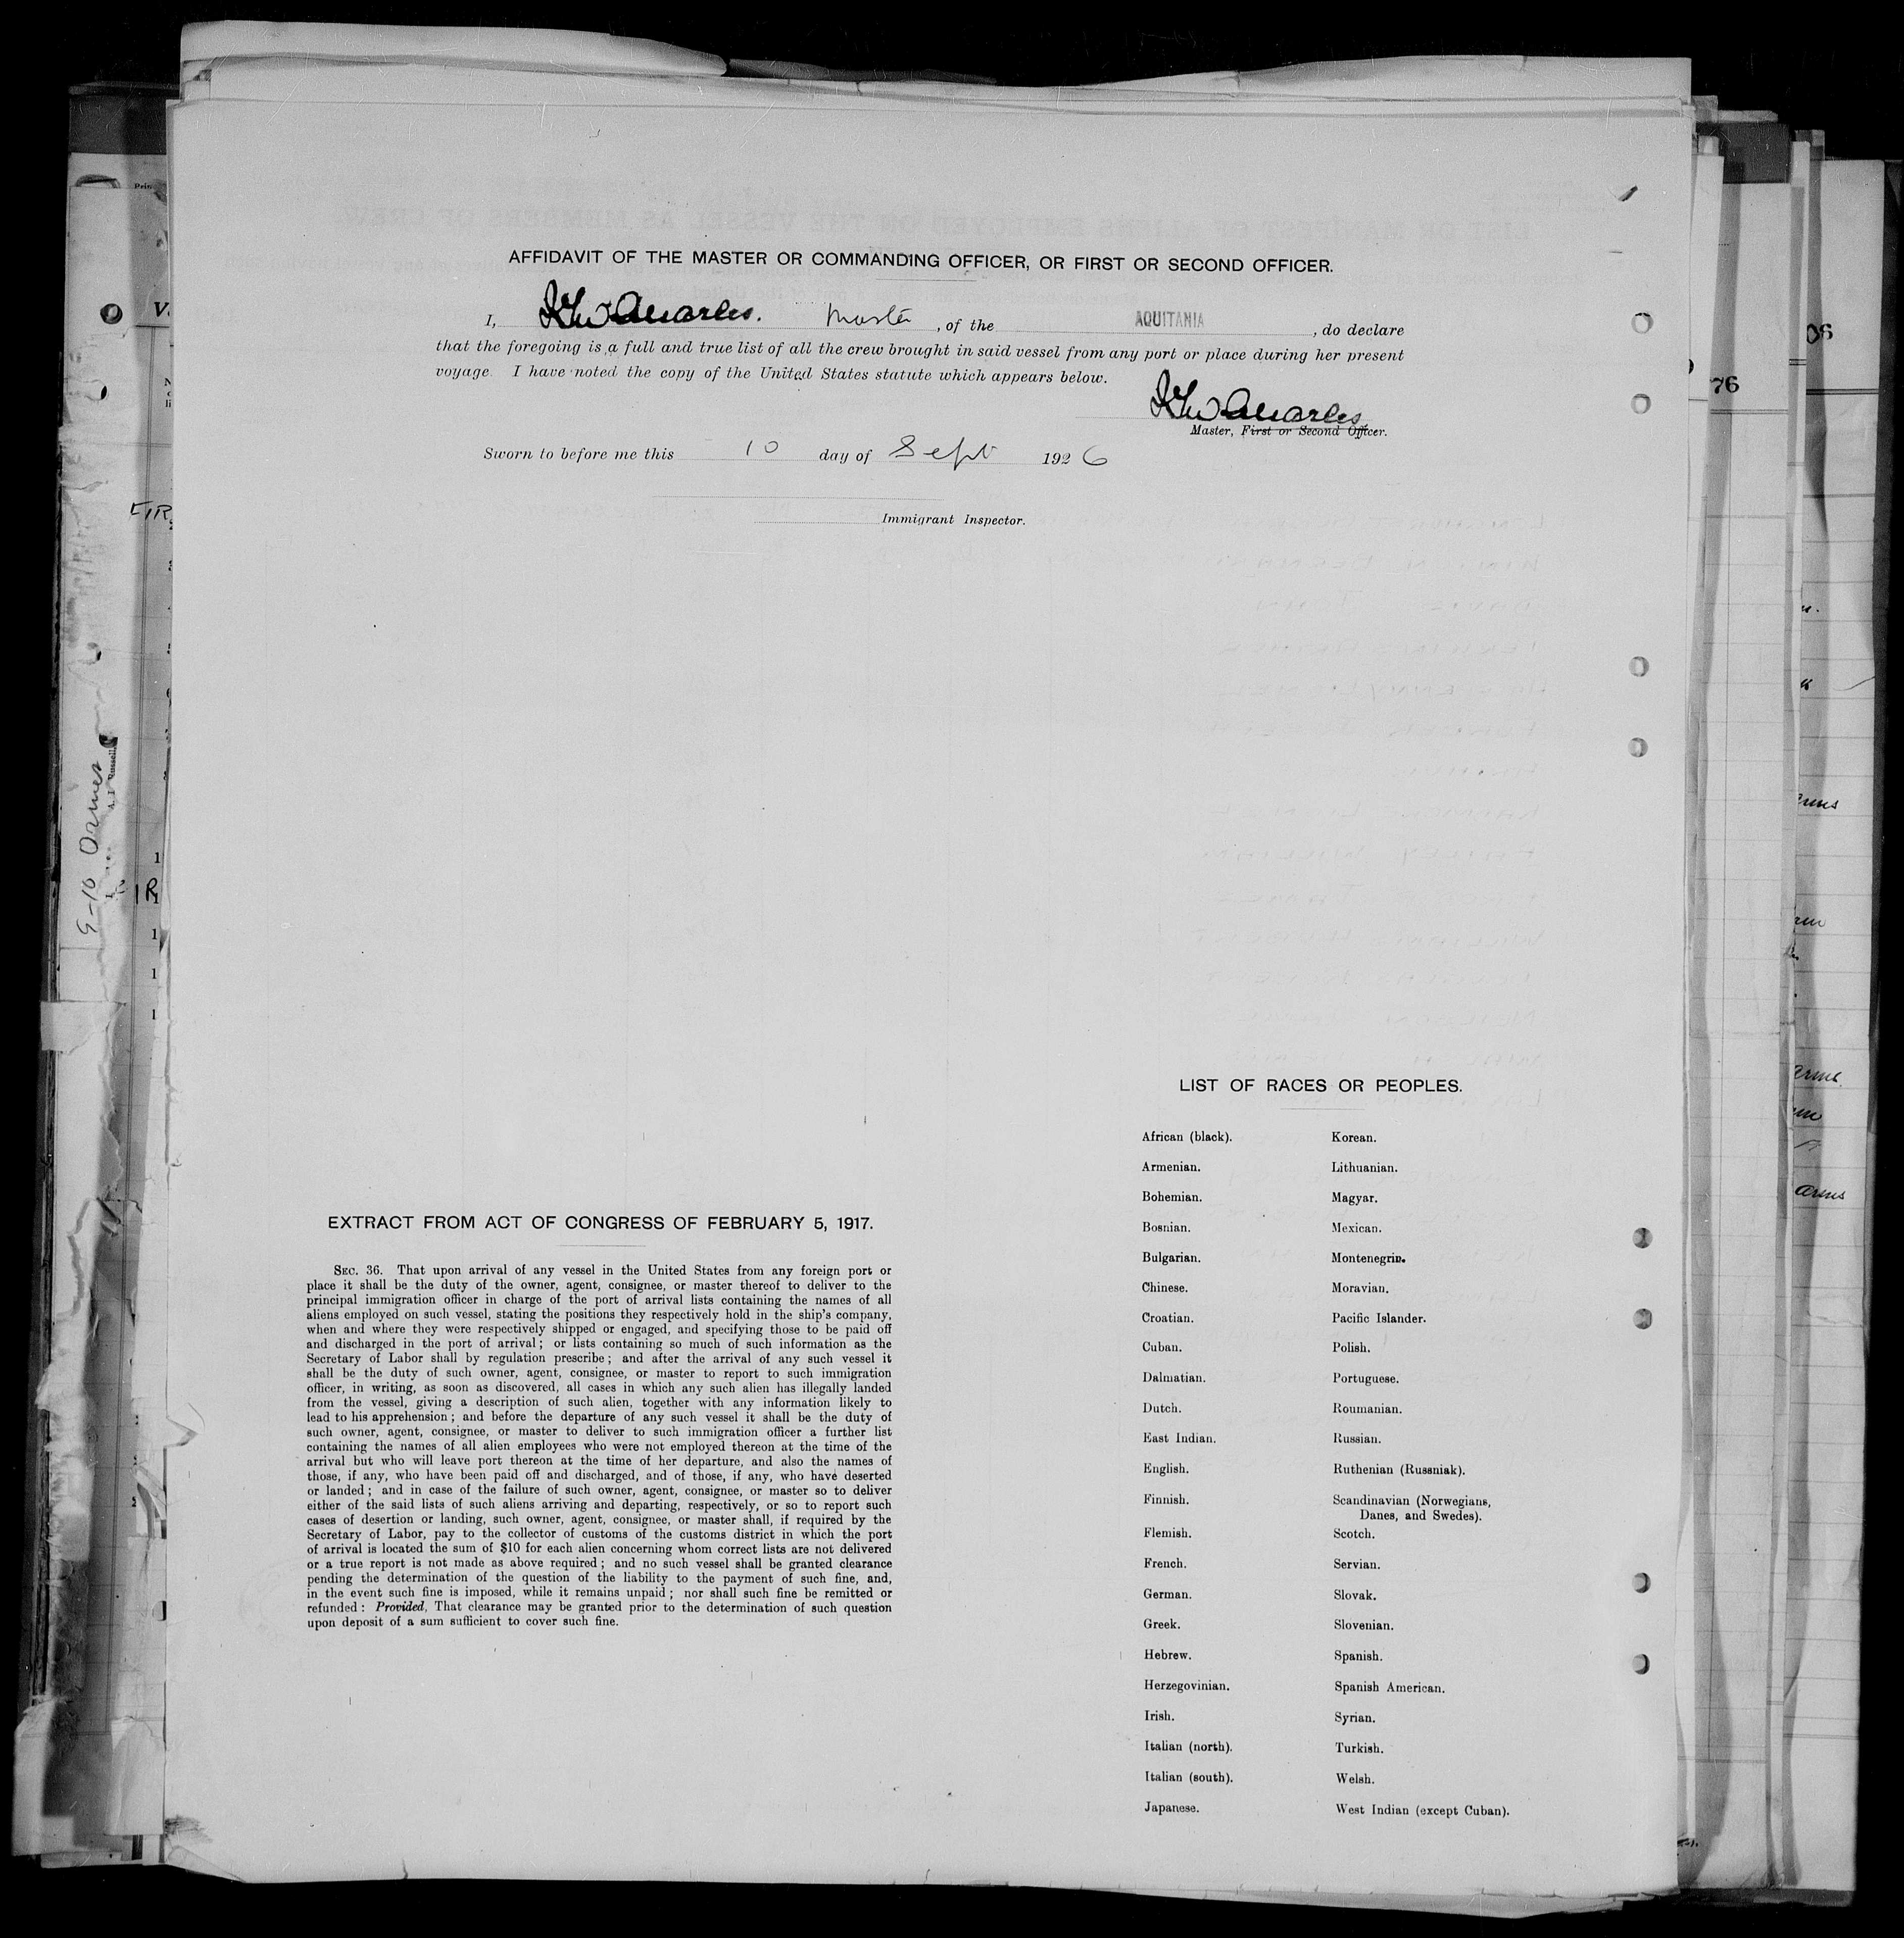 AFFIDAVIT OF THE MASTER OR COMMANDING OFFICER, OR FIRST OR SECOND OFFICER.
I, Quarles. Master, of the AQUITANIA, do declare
that the foregoing is a full and true list of all the crew brought in said vessel from any port or place during her present
voyage. I have noted the copy of the United States statute which appears below.
Quarles
Master, First or Second Officer.
Sworn to before me this 10 day of Sept 1926
Immigrant Inspector.
EXTRACT FROM ACT OF CONGRESS OF FEBRUARY 5, 1917.
SEC. 36. That upon arrival of any vessel in the United States from any foreign port or
place it shall be the duty of the owner, agent, consignee, or master thereof to deliver to the
principal immigration officer in charge of the port of arrival lists containing the names of all
aliens employed on such vessel, stating the positions they respectively hold in the ship's company,
when and where they were respectively shipped or engaged, and specifying those to be paid off
and discharged in the port of arrival; or lists containing so much of such information as the
Secretary of Labor shall by regulation prescribe; and after the arrival of any such vessel it
shall be the duty of such owner, agent, consignee, or master to report to such immigration
officer, in writing, as soon as discovered, all cases in which any such alien has illegally landed
from the vessel, giving a description of such alien, together with any information likely to
lead to his apprehension; and before the departure of any such vessel it shall be the duty of
such owner, agent, consignee, or master to deliver to such immigration officer a further list
containing the names of all alien employees who were not employed thereon at the time of the
arrival but who will leave port thereon at the time of her departure, and also the names of
those, if any, who have been paid off and discharged, and of those, if any, who have deserted
or landed; and in case of the failure of such owner, agent, consignee, or master so to deliver
either of the said lists of such aliens arriving and departing, respectively, or so to report such
cases of desertion or landing, such owner, agent, consignee, or master shall, if required by the
Secretary of Labor, pay to the collector of customs of the customs district in which the port
of arrival is located the sum of $10 for each alien concerning whom correct lists are not delivered
or a true report is not made as above required; and no such vessel shall be granted clearance
pending the determination of the question of the liability to the payment of such fine, and,
in the event such fine is imposed, while it remains unpaid; nor shall such fine be remitted or
refunded: Provided, That clearance may be granted prior to the determination of such question
upon deposit of a sum sufficient to cover such fine.
LIST OF RACES OR PEOPLES.
African (black). Korean.
Armenian. Lithuanian.
Bohemian. Magyar.
Bosnian. Mexican.
Bulgarian. Montenegrin.
Chinese. Moravian.
Croatian. Pacific Islander.
Cuban. Polish.
Dalmatian. Portuguese.
Dutch. Roumanian.
East Indian. Russian.
English. Ruthenian (Russniak).
Finnish. Scandinavian (Norwegians,
Danes, and Swedes).
Flemish. Scotch.
French. Servian.
German. Slovak.
Greek. Slovenian.
Hebrew. Spanish.
Herzegovinian. Spanish American.
Irish. Syrian.
Italian (north). Turkish.
Italian (south). Welsh.
Japanese. West Indian (except Cuban).
76
06
9-10